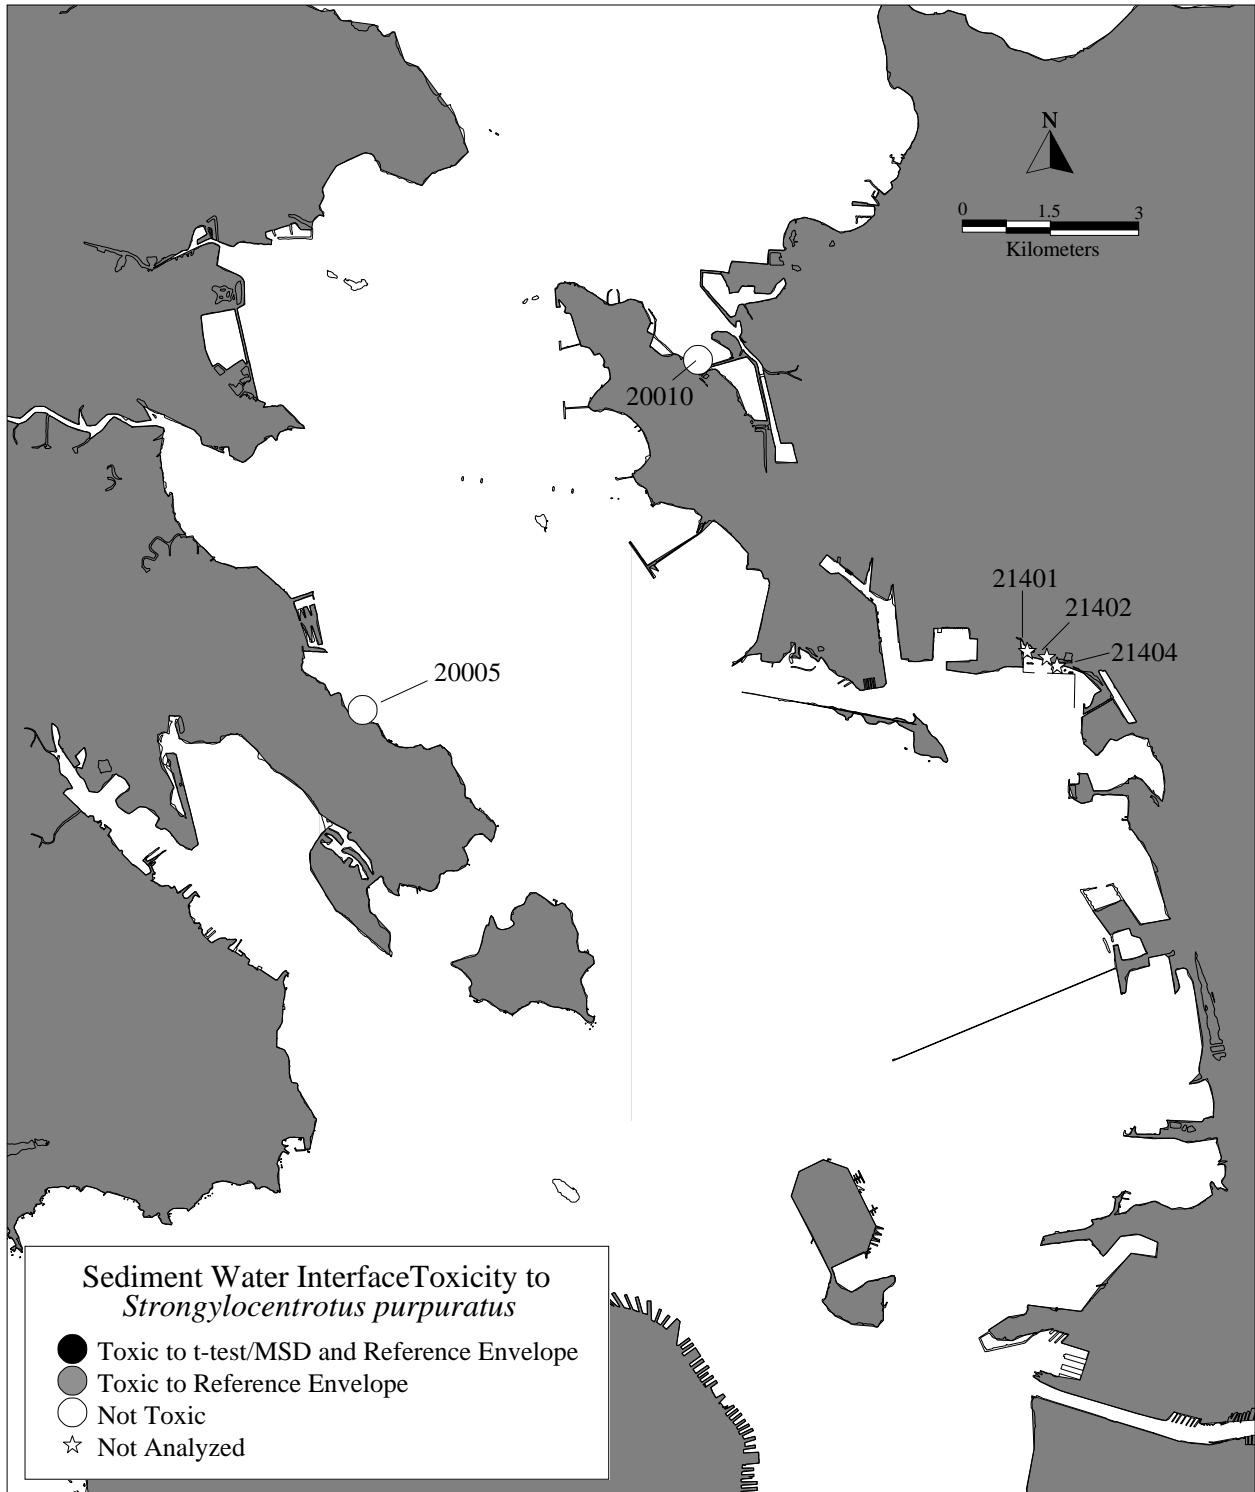 N
0 1.5 3
Kilometers
20010
21401
21402
21404
20005
Sediment Water InterfaceToxicity to
Strongylocentrotus purpuratus
Toxic to t-test/MSD and Reference Envelope
Toxic to Reference Envelope
Not Toxic
Not Analyzed